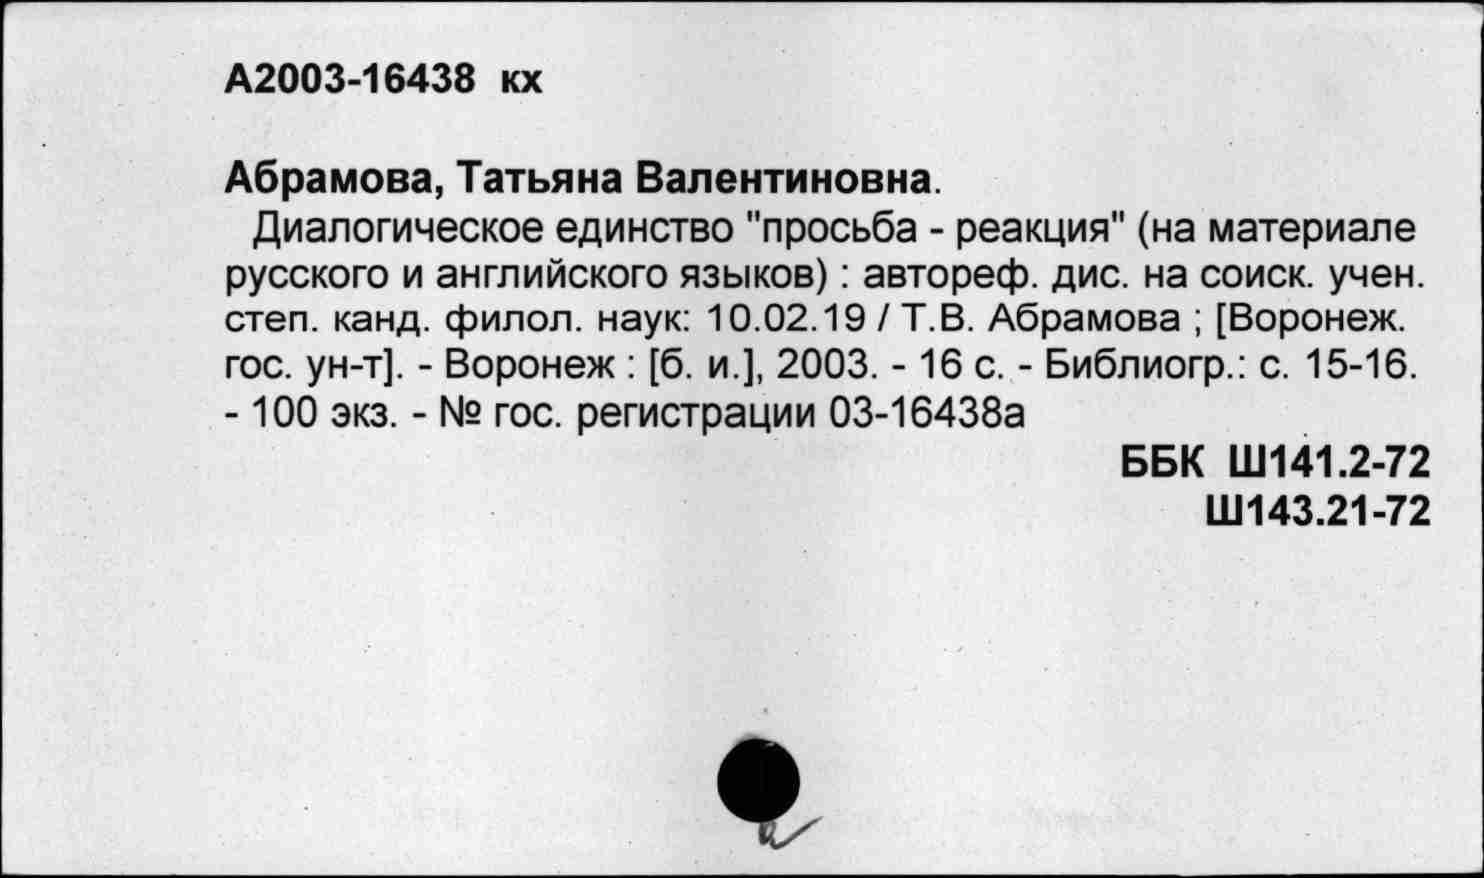 А2003-16438 кх
Абрамова, Татьяна Валентиновна.
Диалогическое единство "просьба - реакция" (на материале
русского и английского языков) : автореф. дис. на соиск. учен.
степ. канд. филол. наук: 10.02.19 / Т.В. Абрамова ; [Воронеж.
гос. ун-т]. - Воронеж : [б. и.], 2003. - 16 с. - Библиогр.: с. 15-16.
- 100 экз. - № гос. регистрации 03-16438а
ББК Ш141.2-72
Ш143.21-72